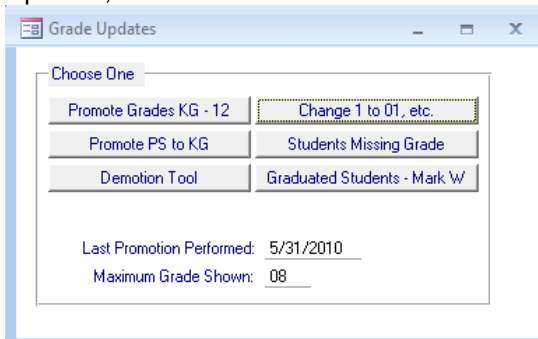 Grade Updates
Choose One
Promote Grades KG - 12 Change 1 to 01, etc.
Promote PS to KG Students Missing Grade
Demotion Tool Graduated Students - Mark W
Last Promotion Performed: 5/31/2010
Maximum Grade Shown: 08